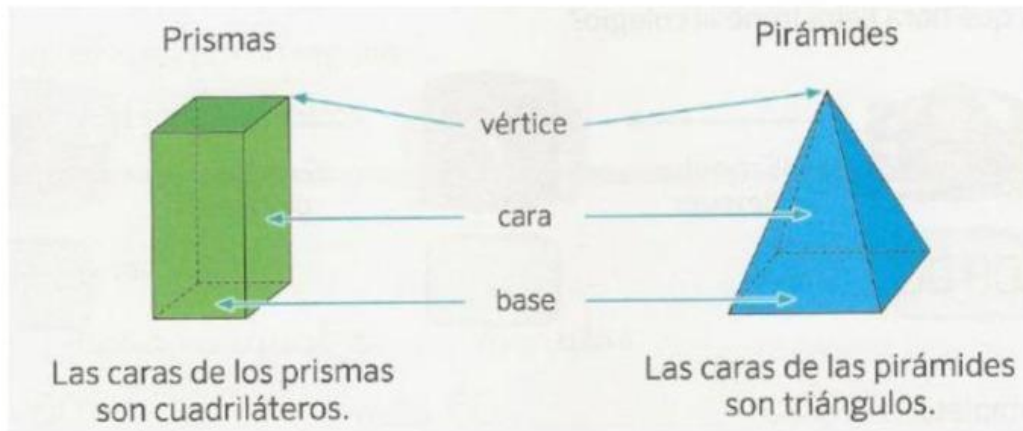 Prismas
Pirámides
vértice
cara
base
Las caras de los prismas
son cuadriláteros.
Las caras de las pirámides
son triángulos.